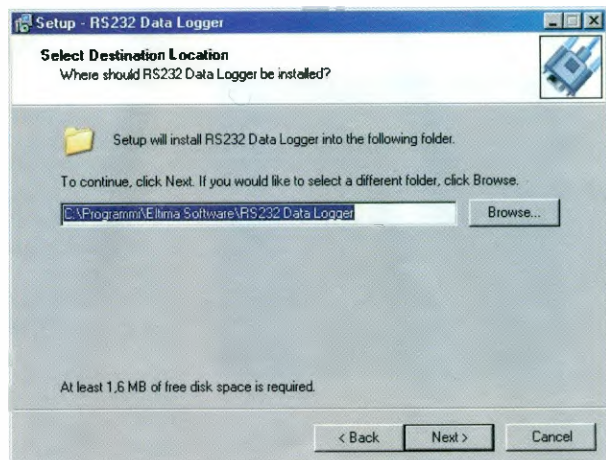 Setup - RS232 Data Logger
Select Destination Location
Where should RS232 Data Logger be installed?
Setup will install RS232 Data Logger into the following folder.
To continue, click Next. If you would like to select a different folder, click Browse.
C:\Programmi\Eltima Software\RS232 Data Logger
Browse...
At least 1,6 MB of free disk space is required.
< Back
Next >
Cancel